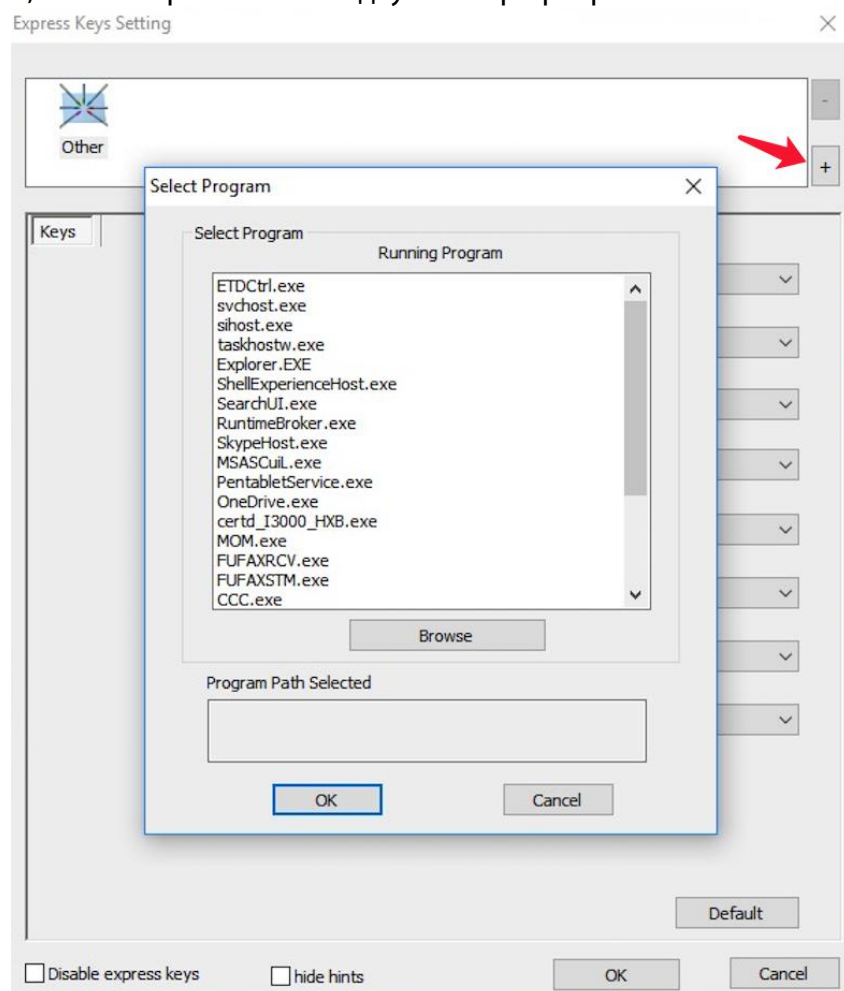 Express Keys Setting
Other
-
+
Select Program
Keys
Select Program
Running Program
ETDCtrl.exe
svchost.exe
sihost.exe
taskhostw.exe
Explorer.EXE
ShellExperienceHost.exe
SearchUI.exe
RuntimeBroker.exe
SkypeHost.exe
MSASCuiL.exe
PentabletService.exe
OneDrive.exe
certd_I3000_HXB.exe
MOM.exe
FUFAXRCV.exe
FUFAXSTM.exe
CCC.exe
Browse
Program Path Selected
OK Cancel
Default
Disable express keys hide hints OK Cancel